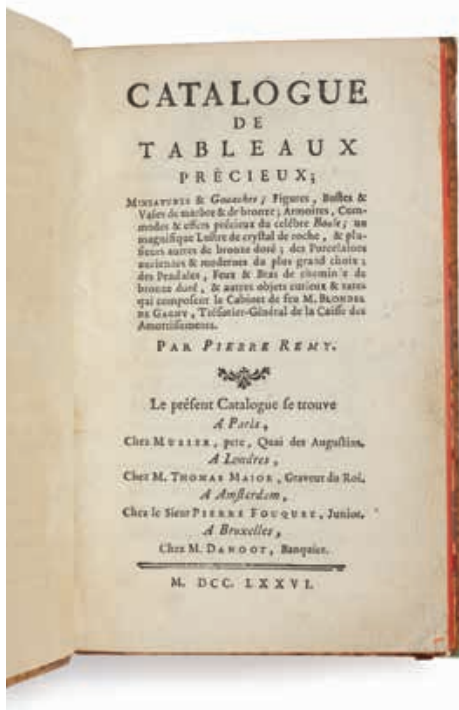 CATALOGUE
DE
TABLEAUX
PRÉCIEUX;
MINIATURES & Gouaches; Figures, Bustes &
Vases de marbre & de bronze; Armoires, Com-
modes & effets précieux du célèbre Boule; un
magnifique Lustre de crystal de roche, & plu-
sieurs autres de bronze doré; des Porcelaines
anciennes & modernes du plus grand choix;
des Pendules, Feux & Bras de cheminée de
bronze doré, & autres objets curieux & rares
qui composent le Cabinet de feu M. BLONDEL
DE GAGNY, Trésorier-Général de la Caisse des
Amortissemens.
PAR PIERRE REMY.
Le présent Catalogue se trouve
A Paris,
Chez MUSIER, pere, Quai des Augustins.
A Londres,
Chez M. THOMAS MAJOR, Graveur du Roi.
A Amsterdam,
Chez le Sieur PIERRE FOUQUET, Junior.
A Bruxelles,
Chez M. DANOOT, Banquier.
M. DCC. LXXVI.